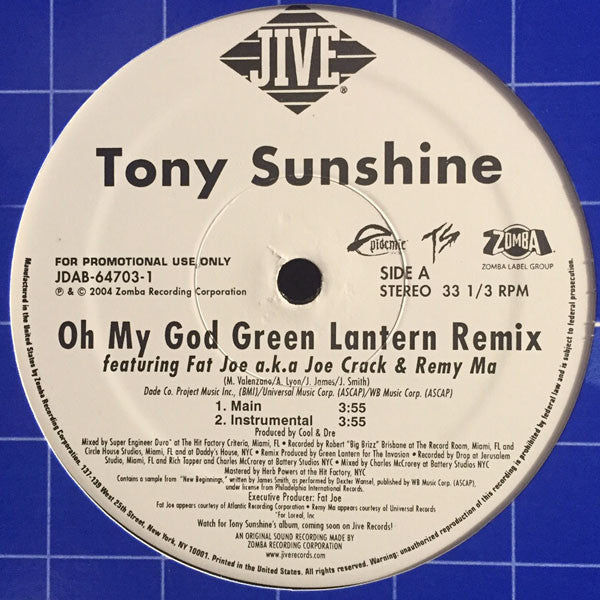 JIVE®
Tony Sunshine
Epidemic TS ZOMBA
ZOMBA LABEL GROUP
FOR PROMOTIONAL USE ONLY
JDAB-64703-1
℗ & © 2004 Zomba Recording Corporation
SIDE A
STEREO 33 1/3 RPM
Oh My God Green Lantern Remix
featuring Fat Joe a.k.a Joe Crack & Remy Ma
(M. Valenzano/A. Lyon/J. James/J. Smith)
Dade Co. Project Music Inc., (BMI)/Universal Music Corp. (ASCAP)/WB Music Corp. (ASCAP)
1. Main 3:55
2. Instrumental 3:55
Produced by Cool & Dre
Mixed by Super Engineer Duro* at The Hit Factory Criteria, Miami, FL • Recorded by Robert "Big Brizz" Brisbane at The Record Room, Miami, FL and
Circle House Studios, Miami, FL and at Daddy's House, NYC • Remix Produced by Green Lantern for The Invasion • Recorded by Drop at Jerusalem
Studio, Miami, FL and Rich Tapper and Charles McCrorey at Battery Studios NYC • Mixed by Charles McCrorey at Battery Studios NYC
Mastered by Herb Powers at the Hit Factory, NYC
Contains a sample from "New Beginnings," written by James Smith, as performed by Dexter Wansel, published by WB Music Corp. (ASCAP),
under license from Philadelphia International Records.
Executive Producer: Fat Joe
Fat Joe appears courtesy of Atlantic Recording Corporation • Remy Ma appears courtesy of Universal Records
*For Loreal, Inc
Watch for Tony Sunshine's album, coming soon on Jive Records!
AN ORIGINAL SOUND RECORDING MADE BY
ZOMBA RECORDING CORPORATION
www.jiverecords.com
Manufactured in the United States by Zomba Recording Corporation. 137-139 West 25th Street, New York, NY 10001. Printed in the United States. All rights reserved. Warning: unauthorized reproduction of this recording is prohibited by federal law and is subject to federal prosecution.